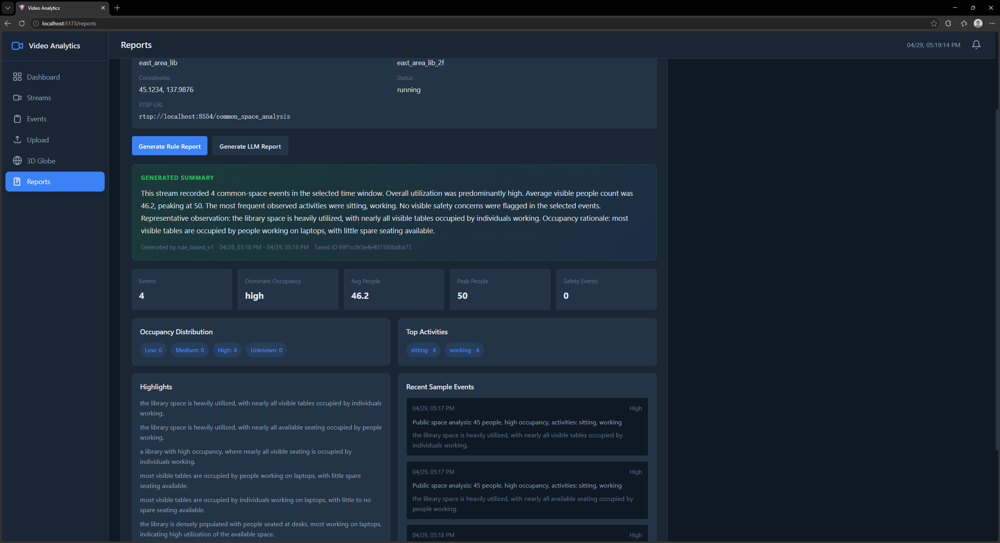 Video Analytics
localhost:5173/reports
Video Analytics
Reports
04/29, 05:19:14 PM
Dashboard
Streams
Events
Upload
3D Globe
Reports
east_area_lib
east_area_lib_2f
Coordinates
Status
45.1234, 137.9876
running
RTSP URL
rtsp://localhost:8554/common_space_analysis
Generate Rule Report
Generate LLM Report
GENERATED SUMMARY
This stream recorded 4 common-space events in the selected time window. Overall utilization was predominantly high. Average visible people count was
46.2, peaking at 50. The most frequent observed activities were sitting, working. No visible safety concerns were flagged in the selected events.
Representative observation: the library space is heavily utilized, with nearly all visible tables occupied by individuals working. Occupancy rationale: most
visible tables are occupied by people working on laptops, with little spare seating available.
Generated by rule_based_v1 04/29, 03:18 PM - 04/29, 05:18 PM Saved ID 69f1ccfe3e4e407380bdba73
Events
4
Dominant Occupancy
high
Avg People
46.2
Peak People
50
Safety Events
0
Occupancy Distribution
Low: 0
Medium: 0
High: 4
Unknown: 0
Top Activities
sitting · 4
working · 4
Highlights
the library space is heavily utilized, with nearly all visible tables occupied by individuals
working.
the library space is heavily utilized, with nearly all available seating occupied by people
working.
a library with high occupancy, where nearly all visible seating is occupied by
individuals working.
most visible tables are occupied by people working on laptops, with little spare
seating available.
most visible tables are occupied by individuals working on laptops, with little to no
spare seating available.
the library is densely populated with people seated at desks, most working on laptops,
indicating high utilization of the available space.
Recent Sample Events
04/29, 05:17 PM
High
Public space analysis: 45 people, high occupancy, activities: sitting, working
the library space is heavily utilized, with nearly all visible tables occupied by
individuals working.
04/29, 05:17 PM
High
Public space analysis: 45 people, high occupancy, activities: sitting, working
the library space is heavily utilized, with nearly all available seating occupied by
people working.
04/29, 05:18 PM
High